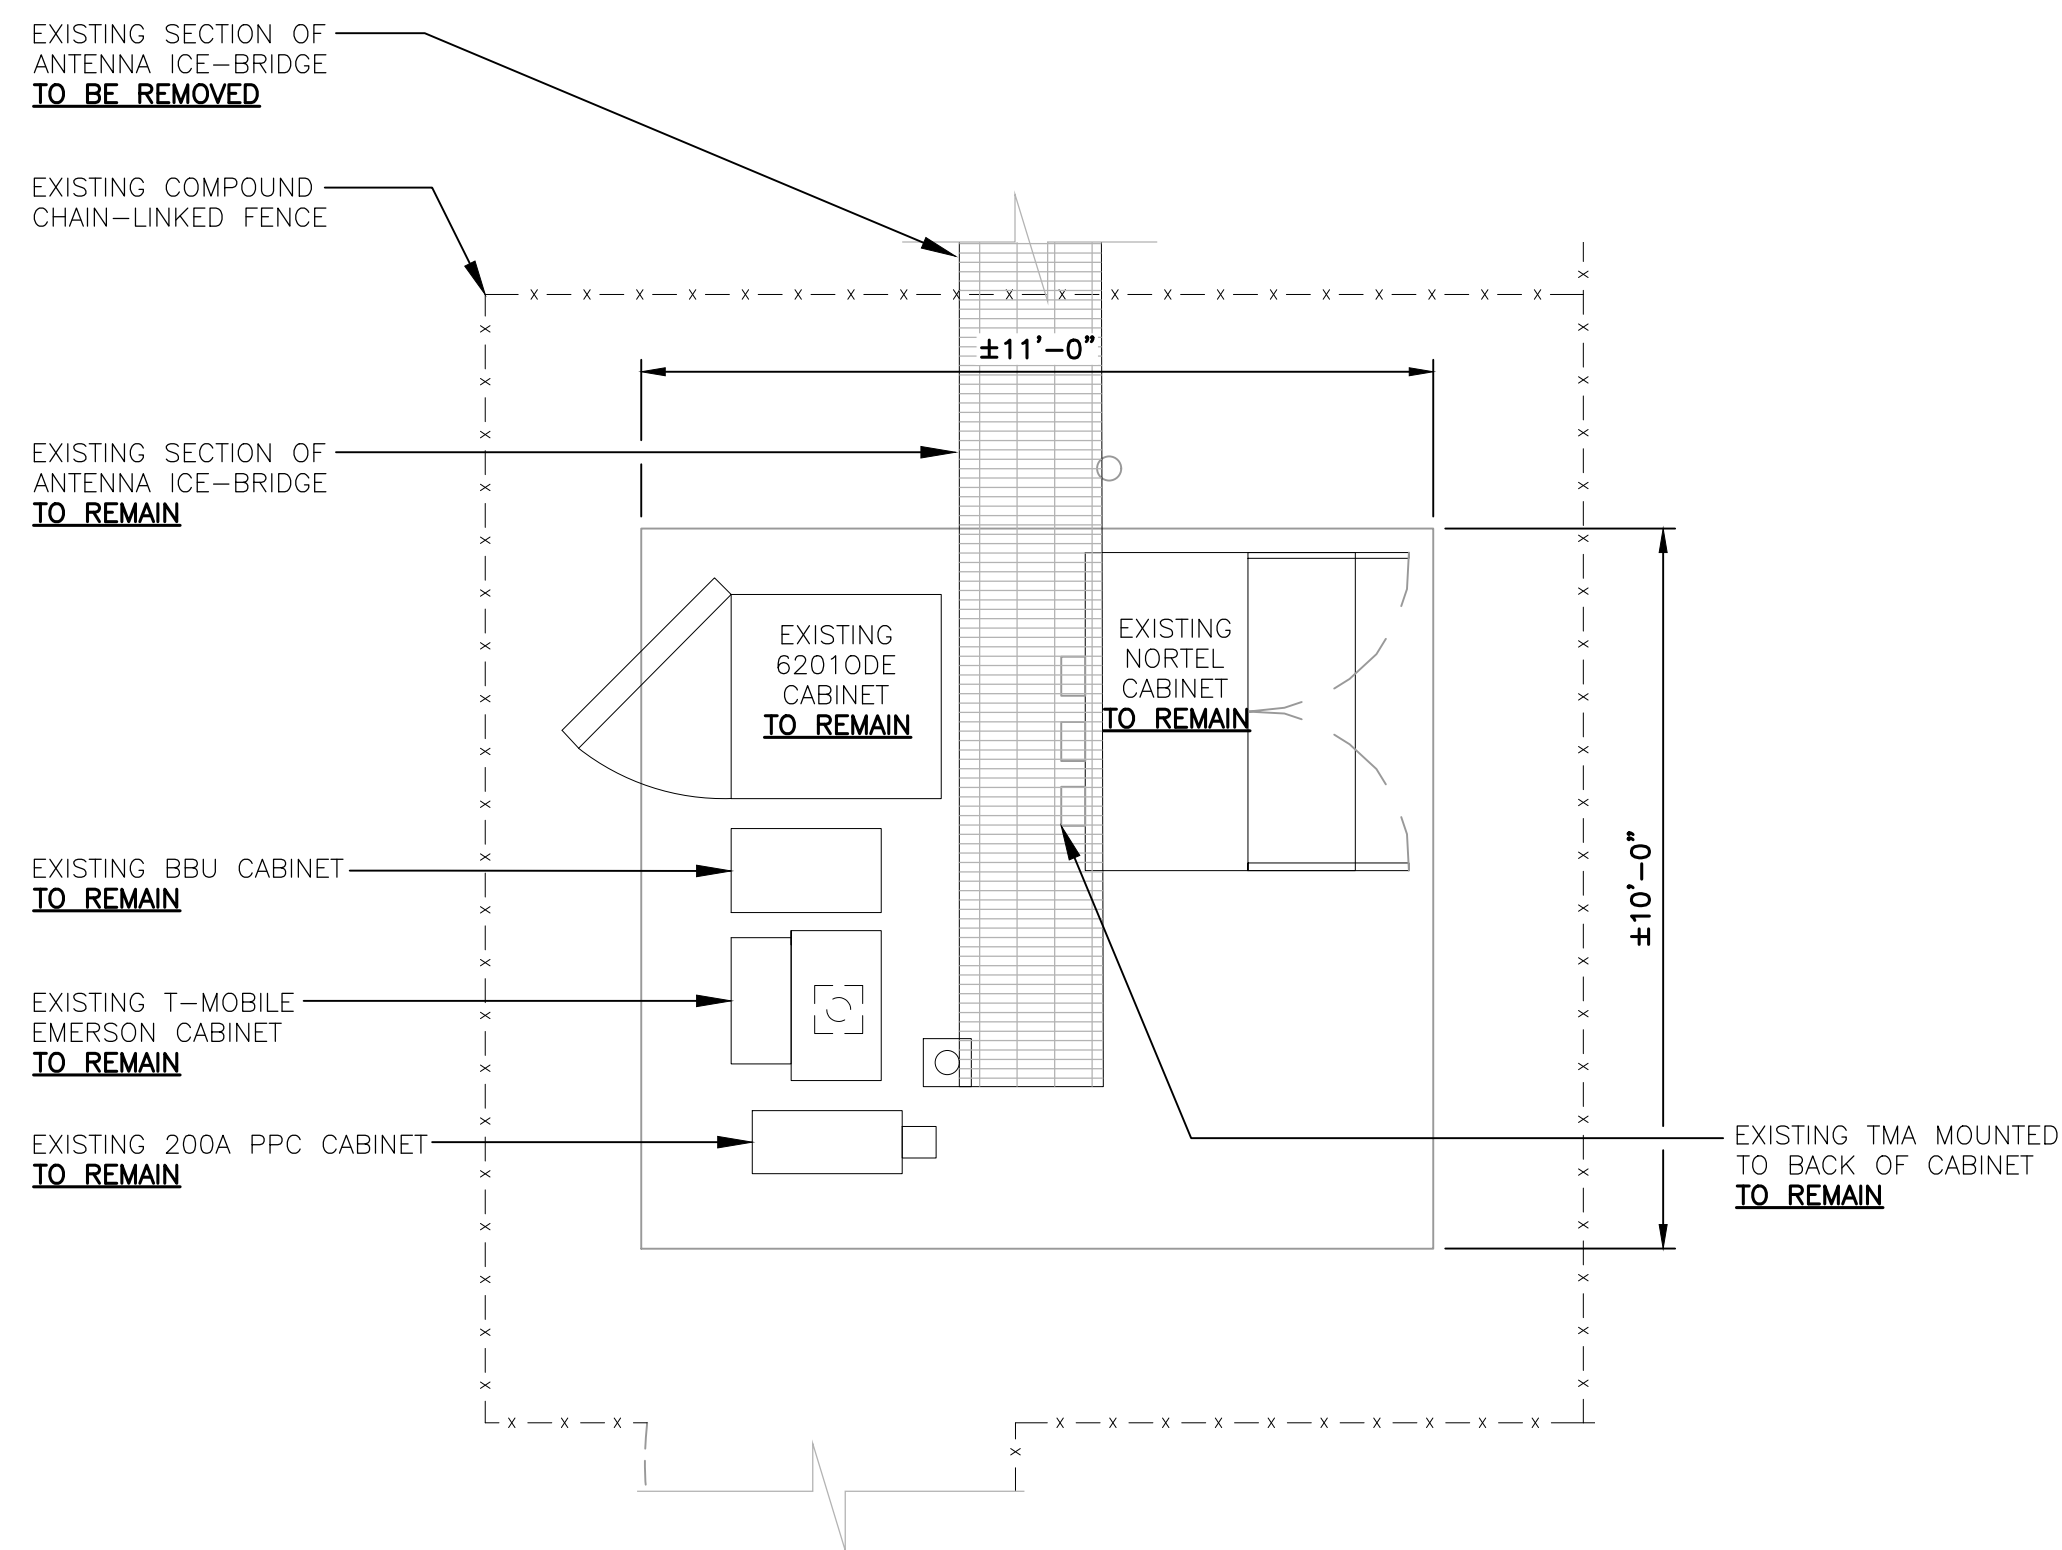 EXISTING SECTION OF
ANTENNA ICE-BRIDGE
TO BE REMOVED
EXISTING COMPOUND
CHAIN-LINKED FENCE
±11'-0"
EXISTING SECTION OF
ANTENNA ICE-BRIDGE
TO REMAIN
EXISTING
6201ODE
CABINET
TO REMAIN
EXISTING
NORTEL
CABINET
TO REMAIN
±10'-0"
EXISTING BBU CABINET
TO REMAIN
EXISTING T-MOBILE
EMERSON CABINET
TO REMAIN
EXISTING 200A PPC CABINET
TO REMAIN
EXISTING TMA MOUNTED
TO BACK OF CABINET
TO REMAIN